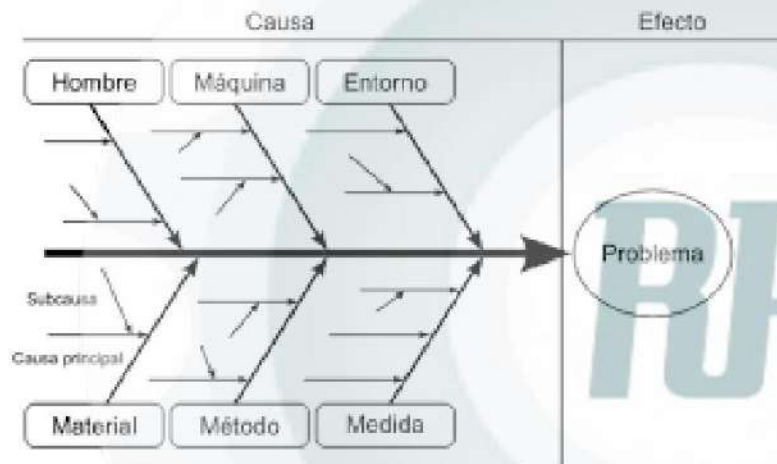 Causa
Efecto
Hombre
Máquina
Entorno
Problema
Subcausa
Causa principal
Material
Método
Medida